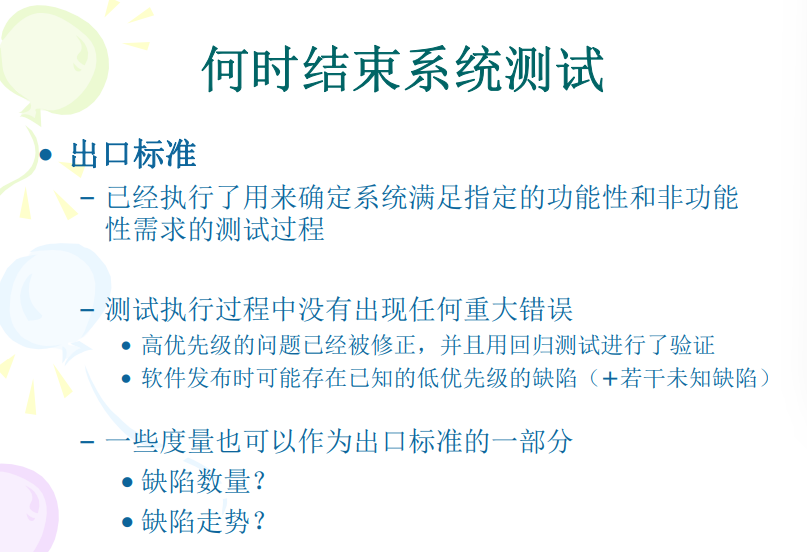 何时结束系统测试
• 出口标准
– 已经执行了用来确定系统满足指定的功能性和非功能
性需求的测试过程
– 测试执行过程中没有出现任何重大错误
• 高优先级的问题已经被修正，并且用回归测试进行了验证
• 软件发布时可能存在已知的低优先级的缺陷（+若干未知缺陷）
– 一些度量也可以作为出口标准的一部分
• 缺陷数量？
• 缺陷走势？